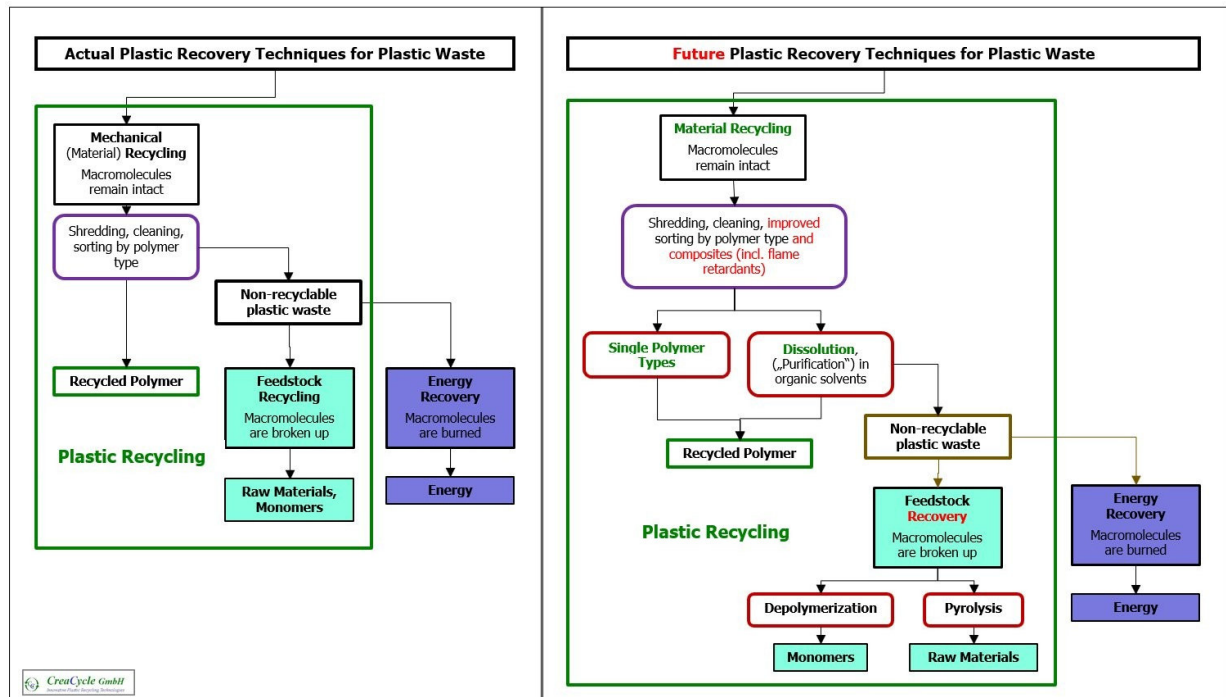 Actual Plastic Recovery Techniques for Plastic Waste
Mechanical
(Material) Recycling
Macromolecules
remain intact
Shredding, cleaning,
sorting by polymer
type
Non-recyclable
plastic waste
Recycled Polymer
Feedstock
Recycling
Macromolecules
are broken up
Energy
Recovery
Macromolecules
are burned
Plastic Recycling
Raw Materials,
Monomers
Energy
CreaCycle GmbH
Innovative Plastic Recycling Technologies
Future Plastic Recovery Techniques for Plastic Waste
Material Recycling
Macromolecules
remain intact
Shredding, cleaning, improved
sorting by polymer type and
composites (incl. flame
retardants)
Single Polymer
Types
Dissolution,
(„Purification“) in
organic solvents
Recycled Polymer
Non-recyclable
plastic waste
Plastic Recycling
Feedstock
Recovery
Macromolecules
are broken up
Energy
Recovery
Macromolecules
are burned
Depolymerization
Pyrolysis
Energy
Monomers
Raw Materials